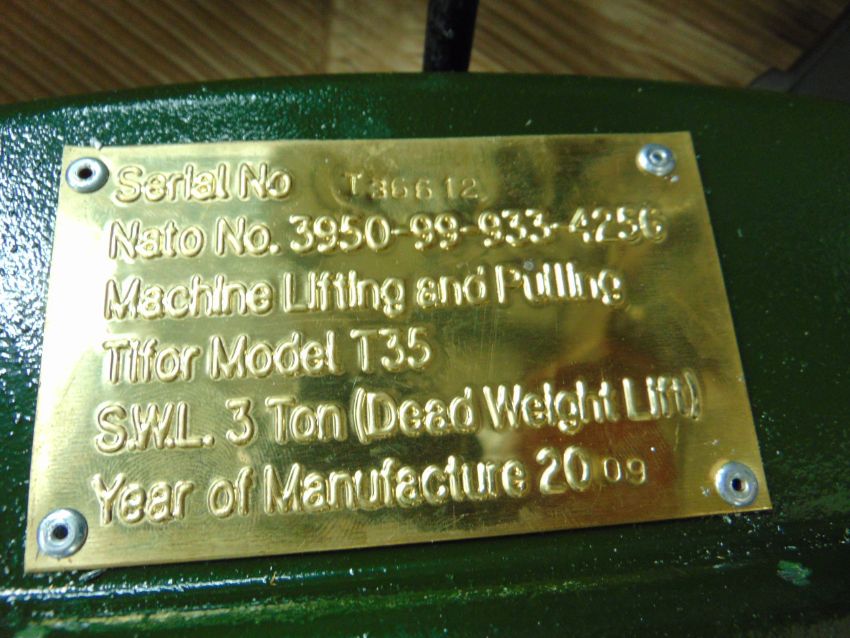 Serial No T36612
Nato No. 3950-99-933-4256
Machine Lifting and Pulling
Tifor Model T35
S.W.L. 3 Ton (Dead Weight Lift)
Year of Manufacture 2009